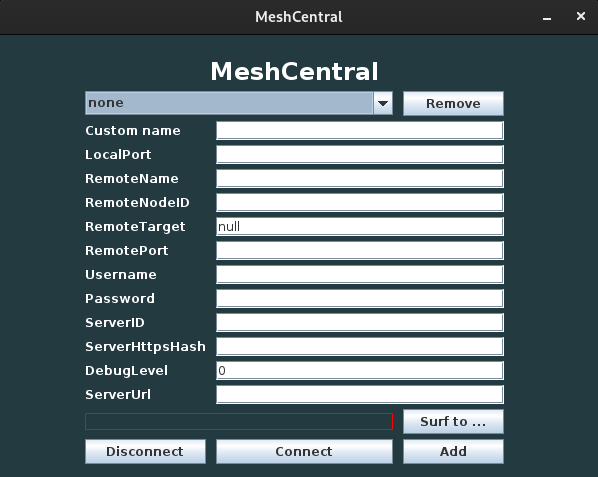 MeshCentral
MeshCentral
none Remove
Custom name
LocalPort
RemoteName
RemoteNodeID
RemoteTarget null
RemotePort
Username
Password
ServerID
ServerHttpsHash
DebugLevel 0
ServerUrl
Surf to ...
Disconnect Connect Add